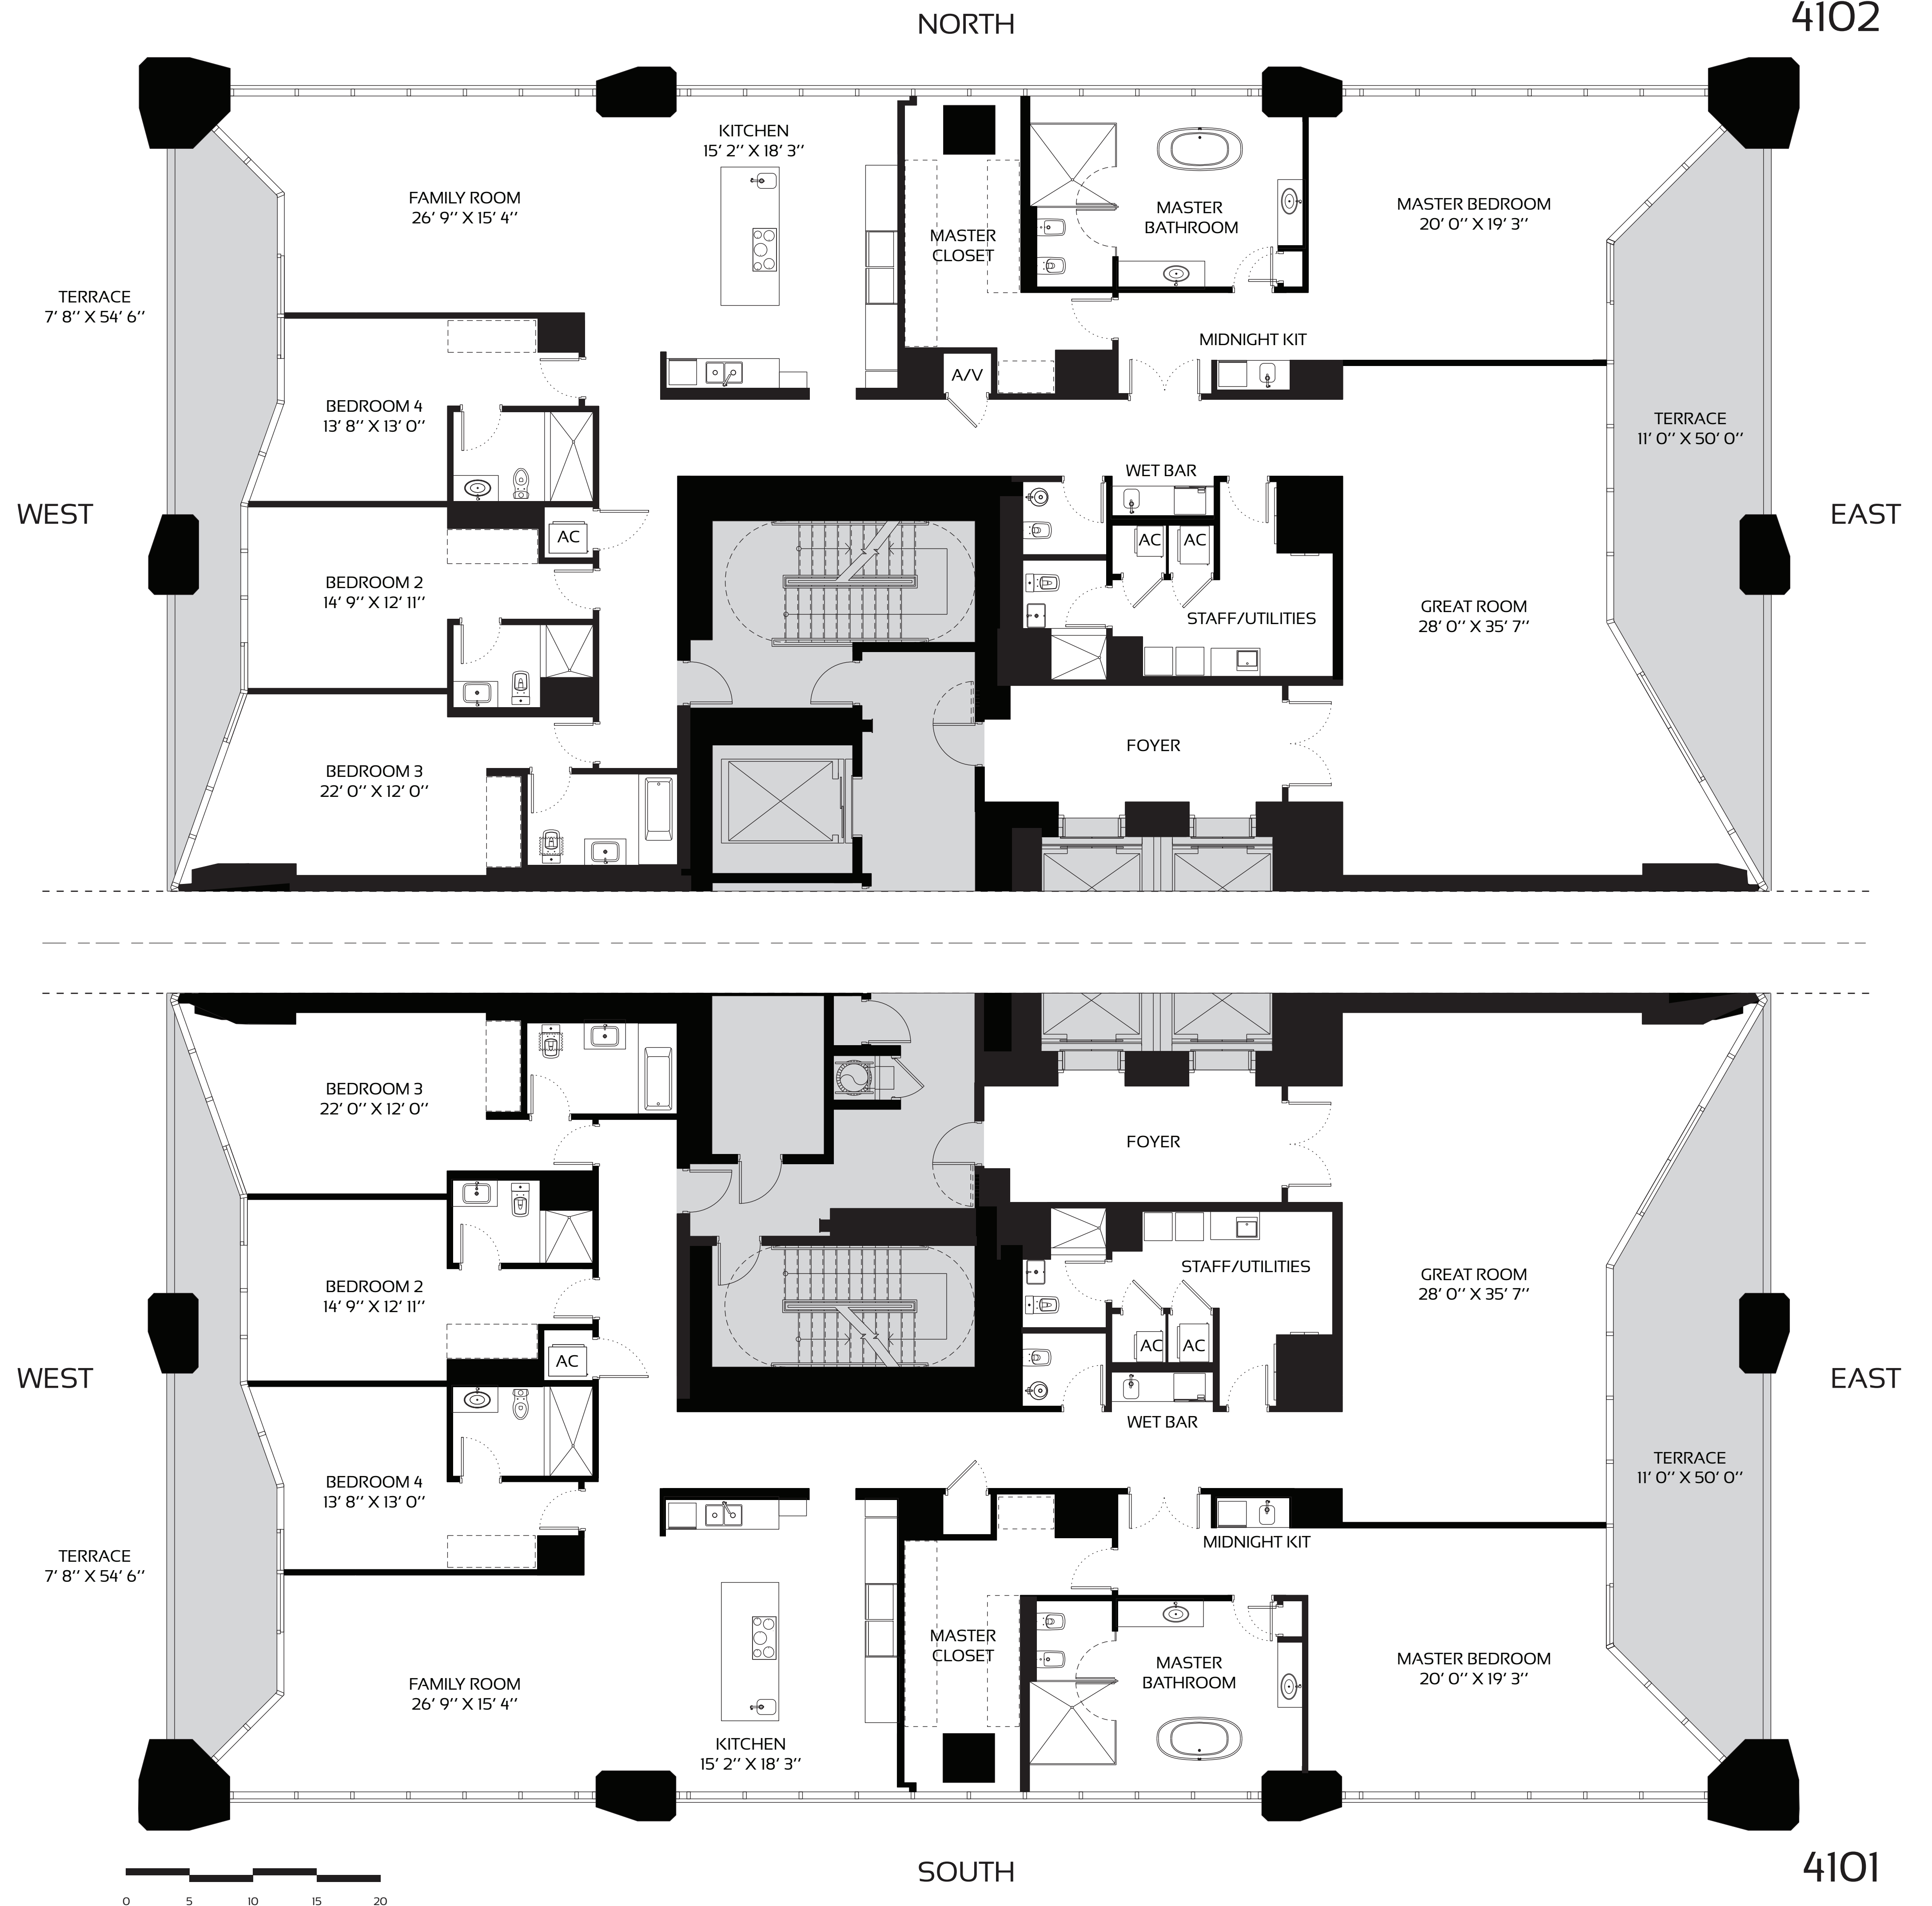 NORTH
4102
KITCHEN
15’ 2’’ X 18’ 3’’
FAMILY ROOM
26’ 9’’ X 15’ 4’’
MASTER
CLOSET
MASTER
BATHROOM
MASTER BEDROOM
20’ 0’’ X 19’ 3’’
TERRACE
7’ 8’’ X 54’ 6’’
MIDNIGHT KIT
A/V
BEDROOM 4
13’ 8’’ X 13’ 0’’
TERRACE
11’ 0’’ X 50’ 0’’
WET BAR
WEST
EAST
AC
AC
AC
BEDROOM 2
14’ 9’’ X 12’ 11’’
STAFF/UTILITIES
GREAT ROOM
28’ 0’’ X 35’ 7’’
FOYER
BEDROOM 3
22’ 0’’ X 12’ 0’’
BEDROOM 3
22’ 0’’ X 12’ 0’’
FOYER
STAFF/UTILITIES
GREAT ROOM
28’ 0’’ X 35’ 7’’
BEDROOM 2
14’ 9’’ X 12’ 11’’
AC
AC
AC
WEST
EAST
WET BAR
BEDROOM 4
13’ 8’’ X 13’ 0’’
TERRACE
11’ 0’’ X 50’ 0’’
MIDNIGHT KIT
TERRACE
7’ 8’’ X 54’ 6’’
MASTER
CLOSET
MASTER
BATHROOM
MASTER BEDROOM
20’ 0’’ X 19’ 3’’
FAMILY ROOM
26’ 9’’ X 15’ 4’’
KITCHEN
15’ 2’’ X 18’ 3’’
SOUTH
4101
0 5 10 15 20